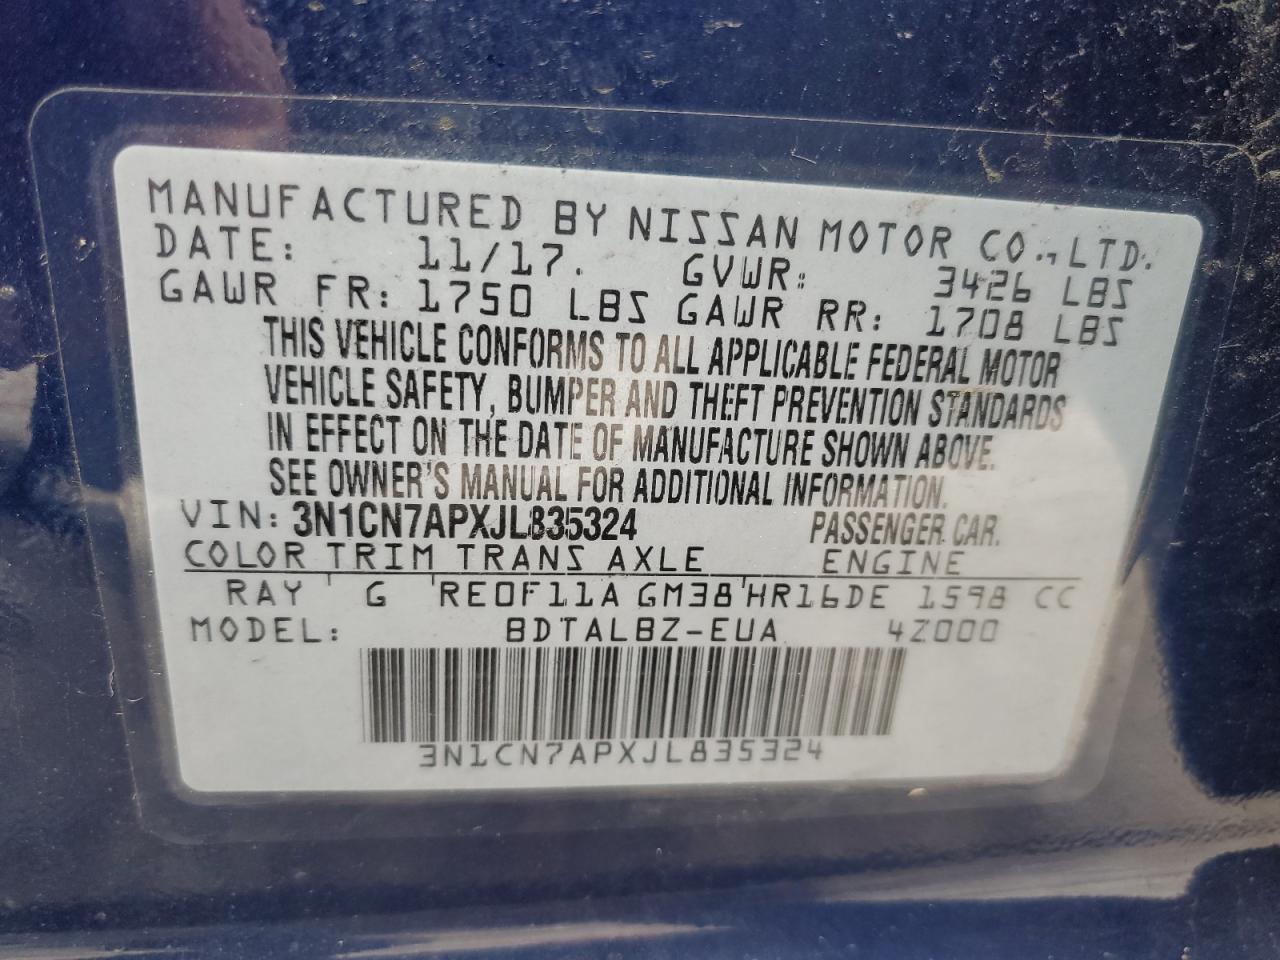 MANUFACTURED BY NISSAN MOTOR CO.,LTD.
DATE: 11/17. GVWR: 3426 LBS
GAWR FR: 1750 LBS GAWR RR: 1708 LBS
THIS VEHICLE CONFORMS TO ALL APPLICABLE FEDERAL MOTOR
VEHICLE SAFETY, BUMPER AND THEFT PREVENTION STANDARDS
IN EFFECT ON THE DATE OF MANUFACTURE SHOWN ABOVE.
SEE OWNER'S MANUAL FOR ADDITIONAL INFORMATION.
VIN: 3N1CN7APXJL835324 PASSENGER CAR.
COLOR TRIM TRANS AXLE ENGINE
RAY G RE0F11A GM38 HR16DE 1598 CC
MODEL: BDTALBZ-EUA 4Z000
3N1CN7APXJL835324